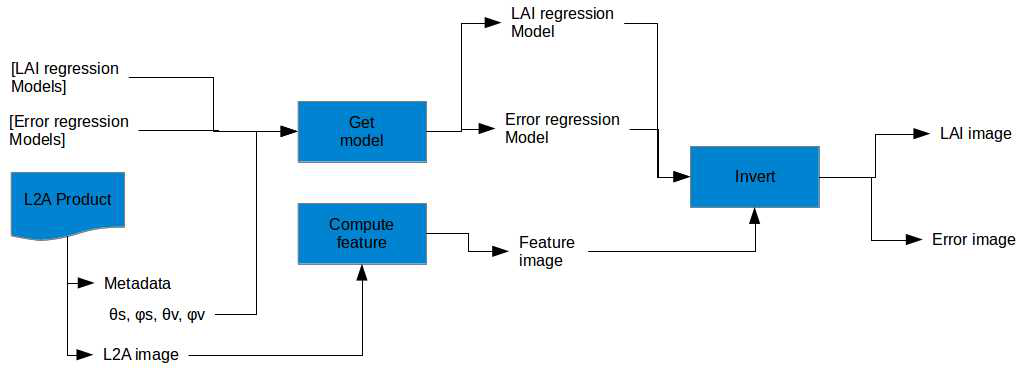 LAI regression
Model
[LAI regression
Models]
[Error regression
Models]
Get
model
Error regression
Model
LAI image
Invert
L2A Product
Compute
feature
Feature
image
Error image
Metadata
θs, φs, θv, φv
L2A image